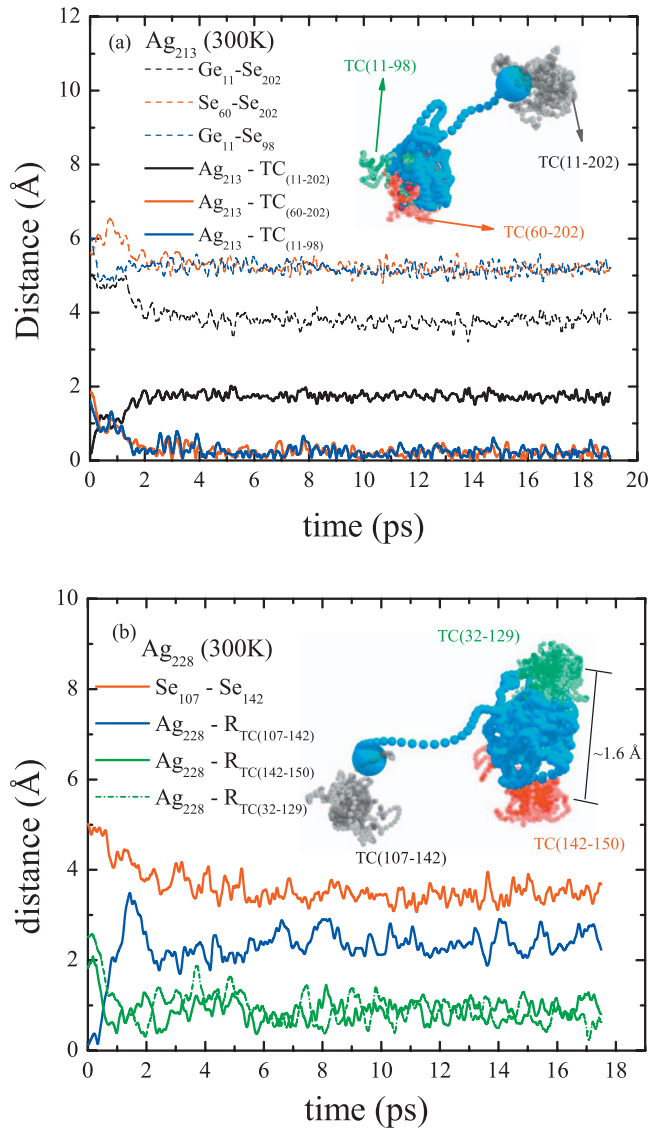 (a) Ag213 (300K)
Ge11-Se202
Se60-Se202
Ge11-Se98
Ag213 - TC(11-202)
Ag213 - TC(60-202)
Ag213 - TC(11-98)
TC(11-98)
TC(11-202)
TC(60-202)
12
10
8
6
4
2
0
Distance (Å)
0 2 4 6 8 10 12 14 16 18 20
time (ps)
(b)
Ag228 (300K)
Se107 - Se142
Ag228 - RTC(107-142)
Ag228 - RTC(142-150)
Ag228 - RTC(32-129)
TC(32-129)
~1.6 Å
TC(107-142)
TC(142-150)
10
8
6
4
2
0
distance (Å)
0 2 4 6 8 10 12 14 16 18
time (ps)